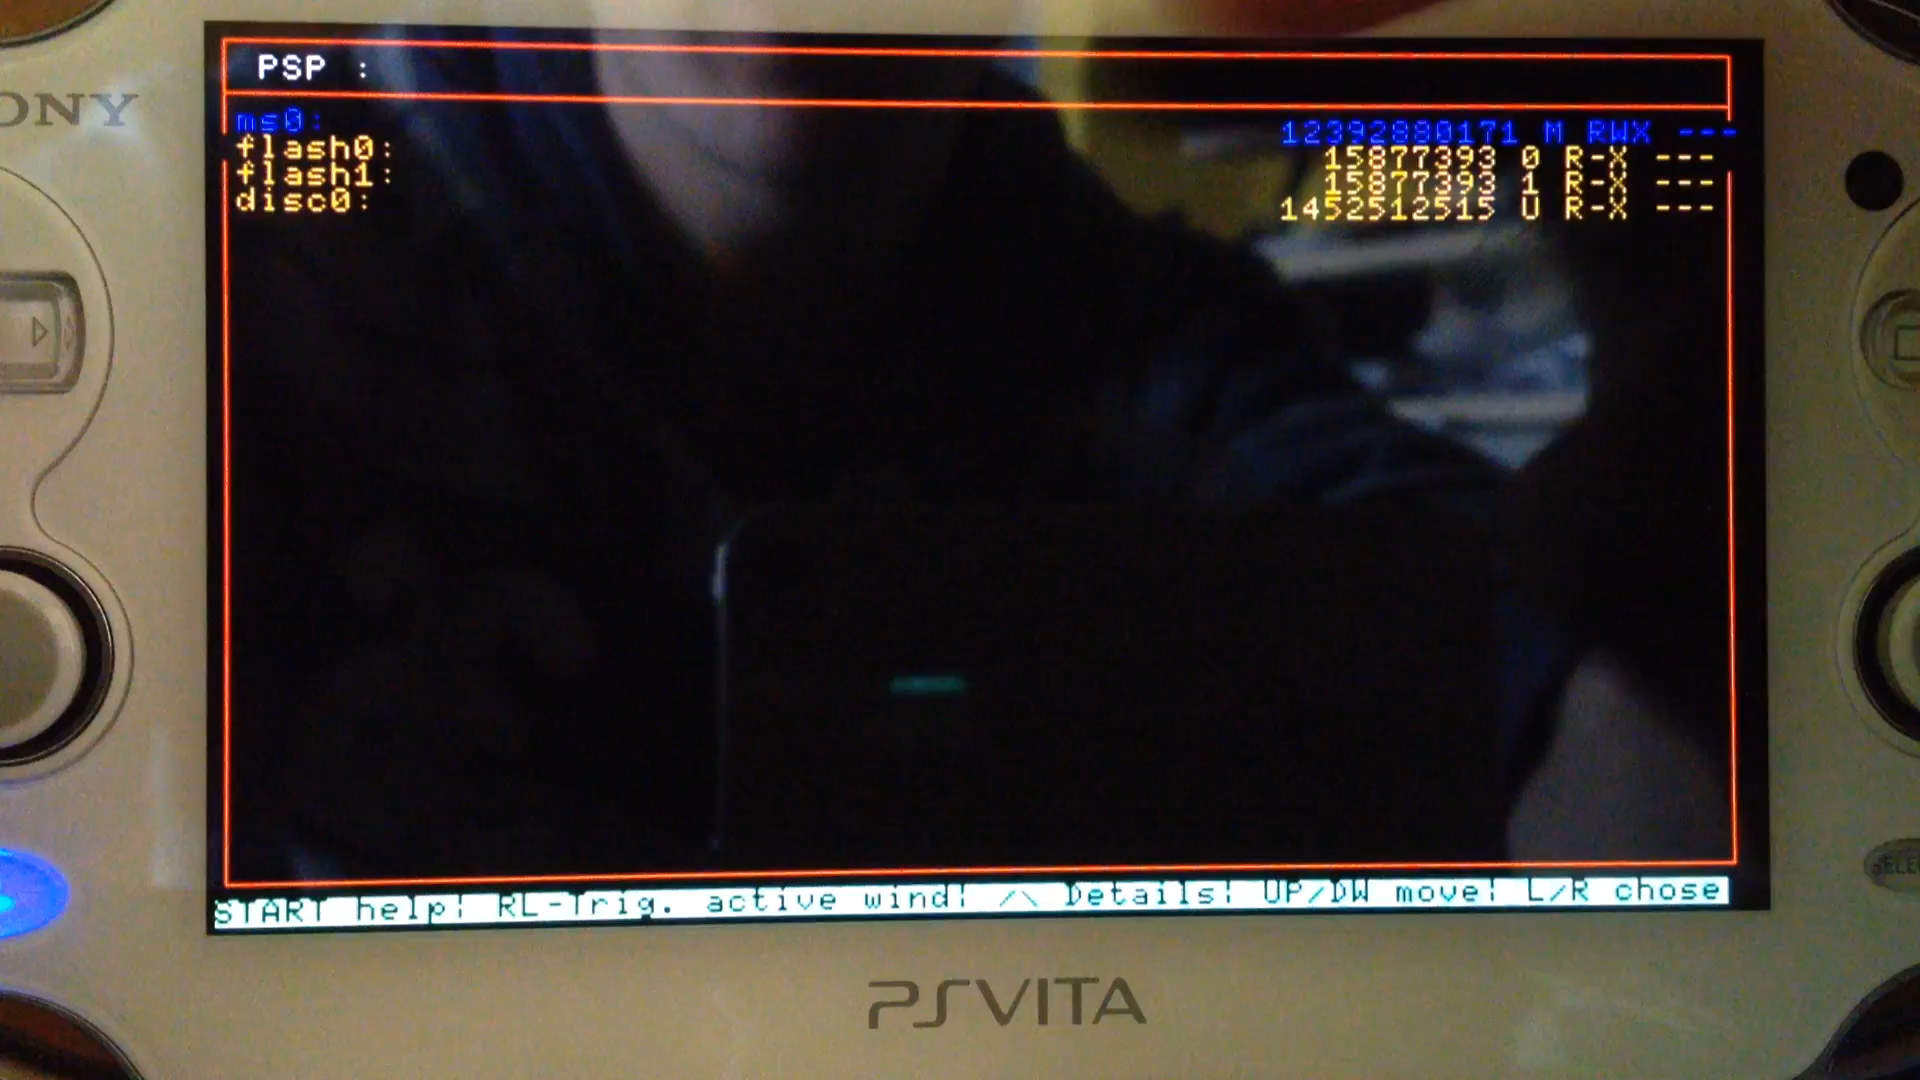 PSP :
ms0: 12392880171 M RWX ---
flash0: 15877393 0 R-X ---
flash1: 15877393 1 R-X ---
disc0: 1452512515 U R-X ---
START help¦ RL-Trig. active wind¦ /\ Details¦ UP/DW move¦ L/R chose
PSVITA